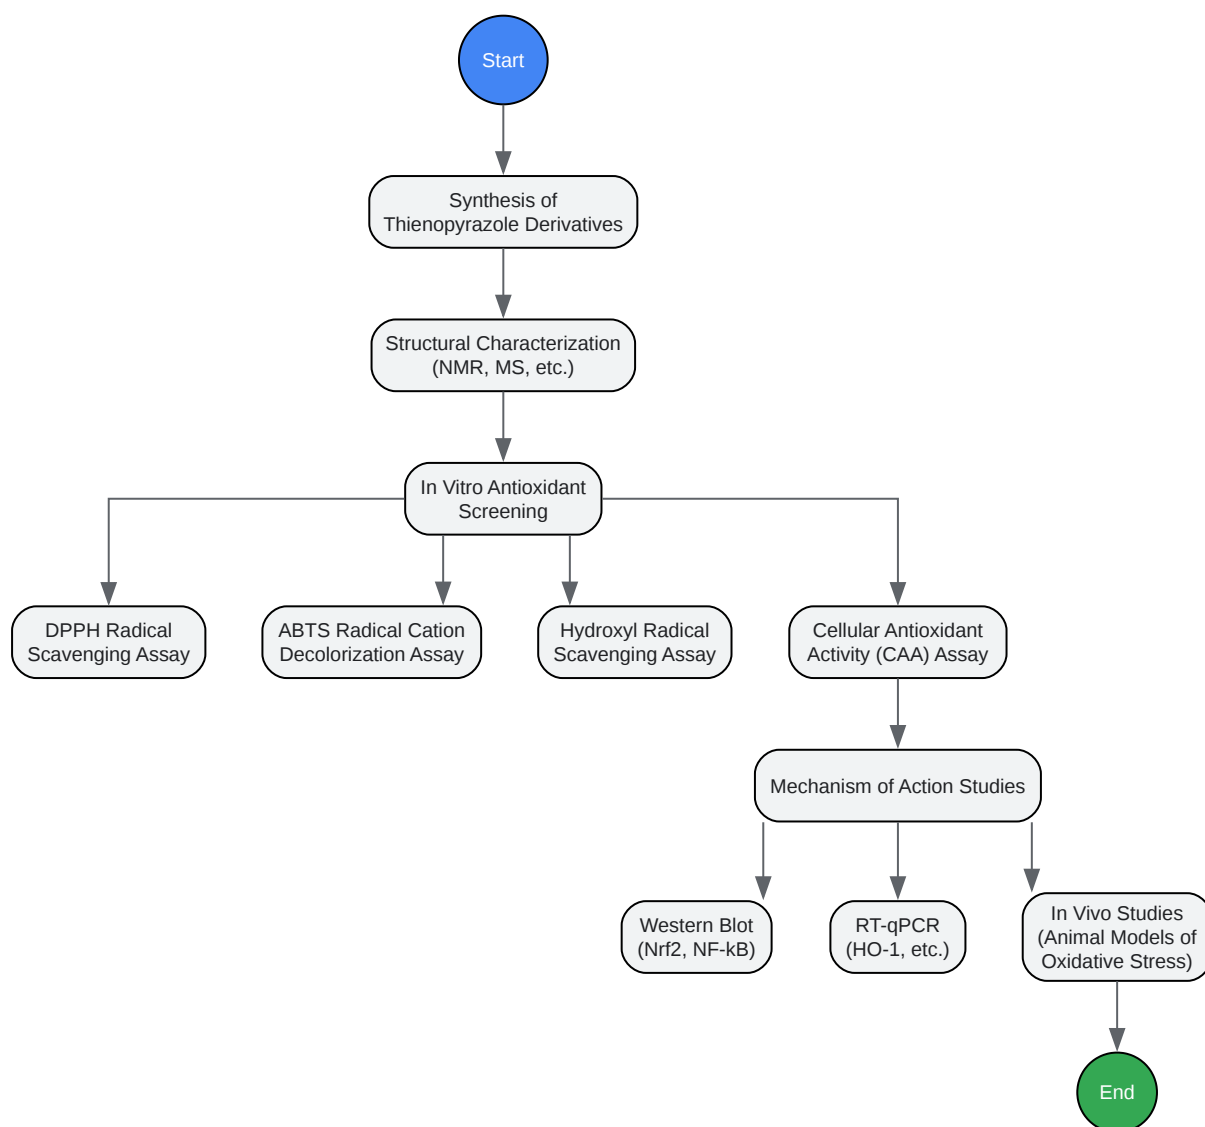 Start
Synthesis of
Thienopyrazole Derivatives
Structural Characterization
(NMR, MS, etc.)
In Vitro Antioxidant
Screening
DPPH Radical
Scavenging Assay
ABTS Radical Cation
Decolorization Assay
Hydroxyl Radical
Scavenging Assay
Cellular Antioxidant
Activity (CAA) Assay
Mechanism of Action Studies
Western Blot
(Nrf2, NF-kB)
RT-qPCR
(HO-1, etc.)
In Vivo Studies
(Animal Models of
Oxidative Stress)
End